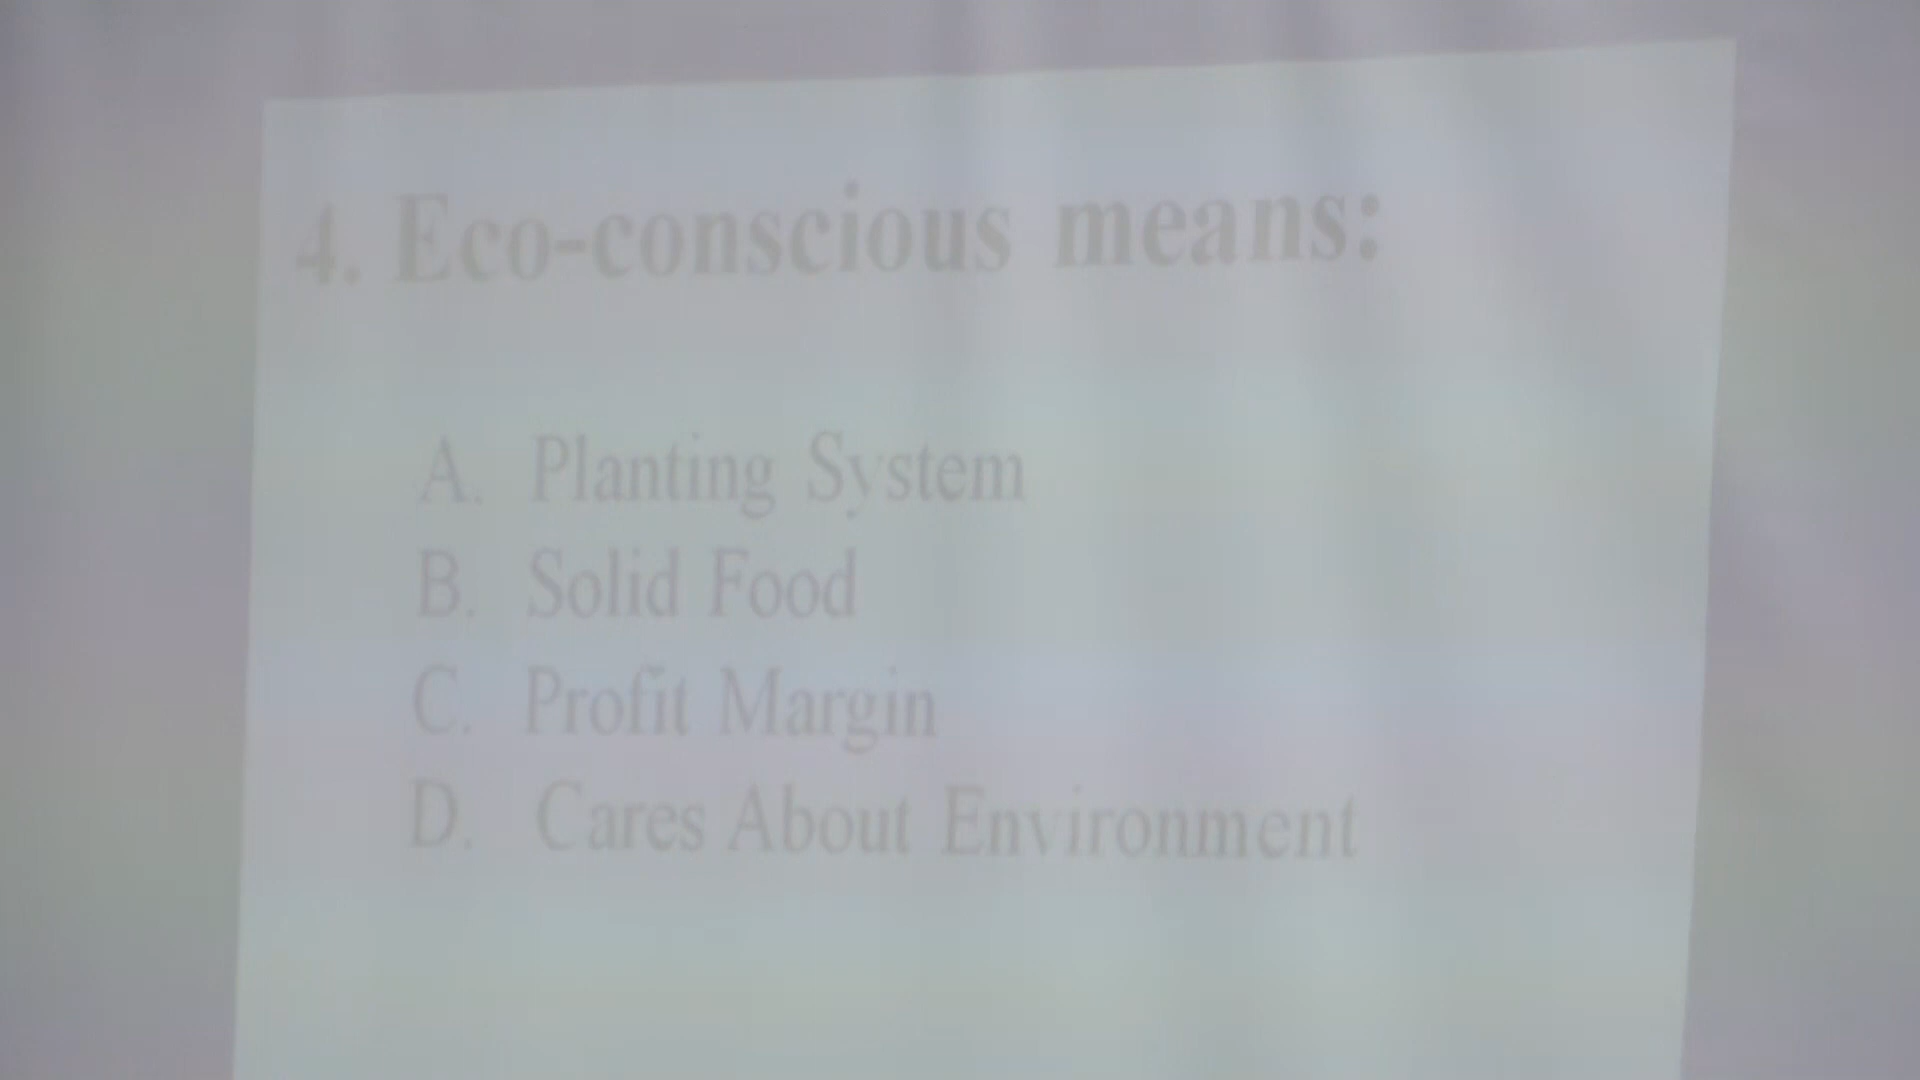 4. Eco-conscious means:
A. Planting System
B. Solid Food
C. Profit Margin
D. Cares About Environment